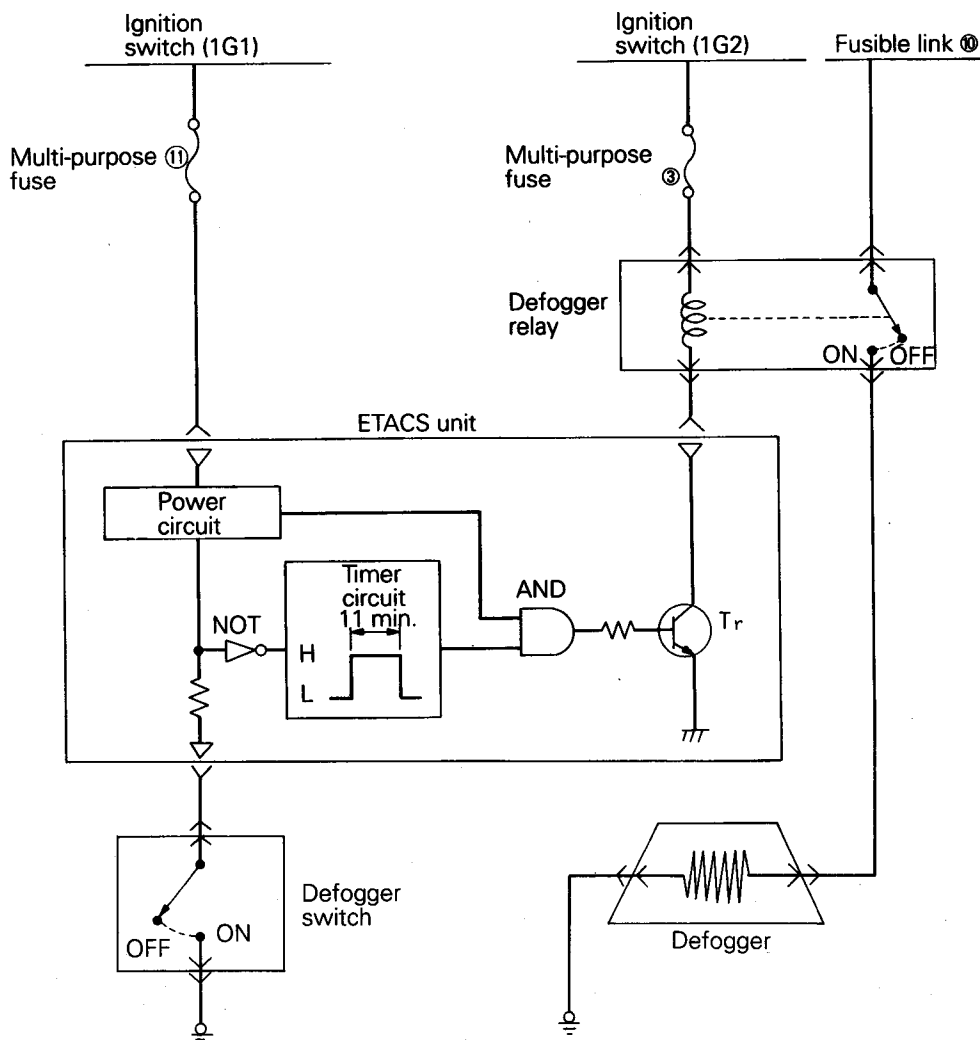 Ignition
switch (1G1)
Ignition
switch (1G2)
Fusible link ⑩
Multi-purpose ⑪
fuse
Multi-purpose
fuse ③
Defogger
relay
ON OFF
ETACS unit
Power
circuit
Timer
circuit
11 min.
NOT
H
L
AND
Tr
Defogger
switch
OFF ON
Defogger